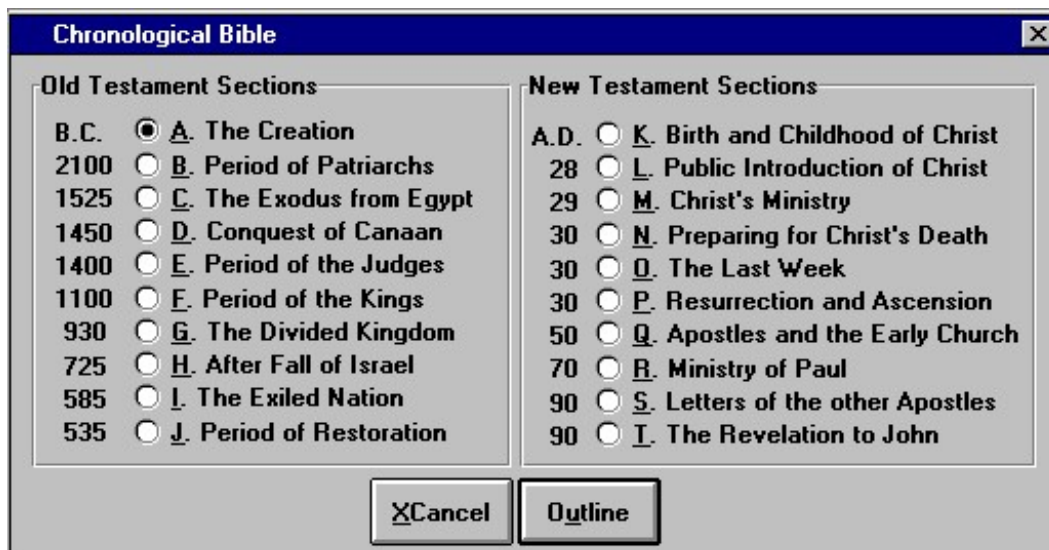 Chronological Bible
Old Testament Sections
B.C. A. The Creation
2100 B. Period of Patriarchs
1525 C. The Exodus from Egypt
1450 D. Conquest of Canaan
1400 E. Period of the Judges
1100 F. Period of the Kings
930 G. The Divided Kingdom
725 H. After Fall of Israel
585 I. The Exiled Nation
535 J. Period of Restoration
New Testament Sections
A.D. K. Birth and Childhood of Christ
28 L. Public Introduction of Christ
29 M. Christ's Ministry
30 N. Preparing for Christ's Death
30 O. The Last Week
30 P. Resurrection and Ascension
50 Q. Apostles and the Early Church
70 R. Ministry of Paul
90 S. Letters of the other Apostles
90 T. The Revelation to John
XCancel
Outline